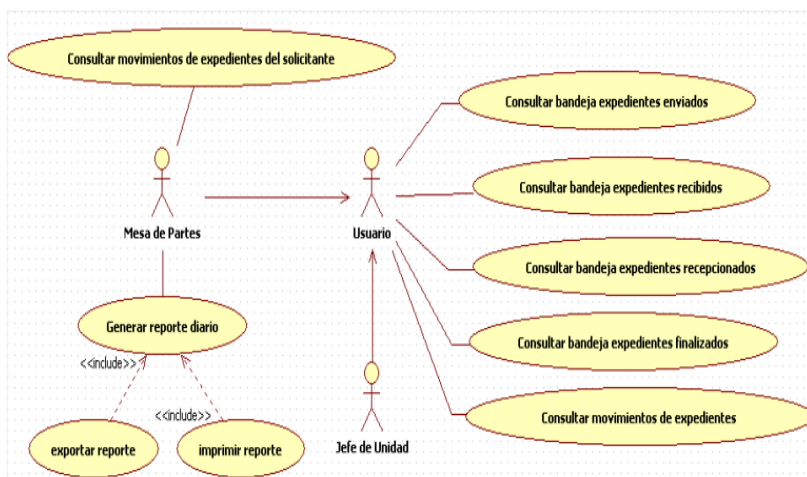 Consultar movimientos de expedientes del solicitante
Consultar bandeja expedientes enviados
Consultar bandeja expedientes recibidos
Mesa de Partes
Usuario
Consultar bandeja expedientes recepcionados
Generar reporte diario
Consultar bandeja expedientes finalizados
<<include>>
<<include>>
Consultar movimientos de expedientes
exportar reporte
imprimir reporte
Jefe de Unidad